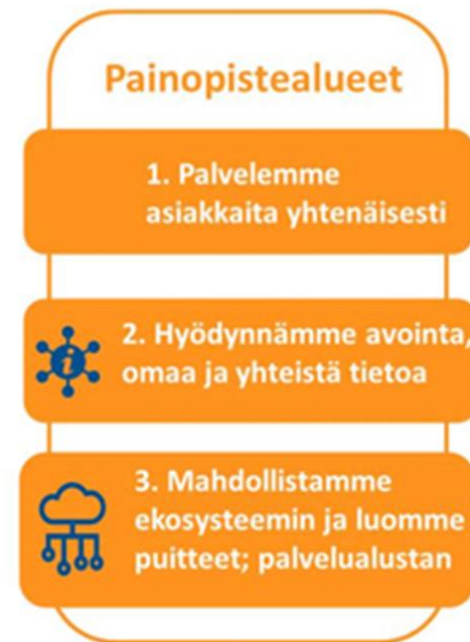 Painopistealueet
1. Palvelemme
asiakkaita yhtenäisesti
2. Hyödynnämme avointa,
omaa ja yhteistä tietoa
3. Mahdollistamme
ekosysteemin ja luomme
puitteet; palvelualustan